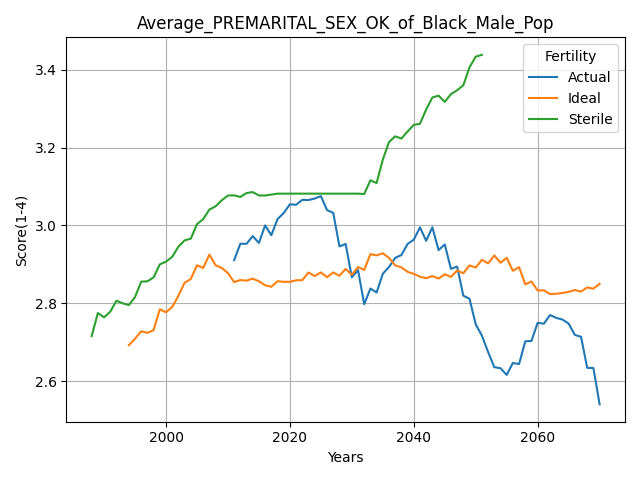 Average_PREMARITAL_SEX_OK_of_Black_Male_Pop
Fertility
Actual
Ideal
Sterile
Score(1-4)
3.4
3.2
3.0
2.8
2.6
2000
2020
2040
2060
Years